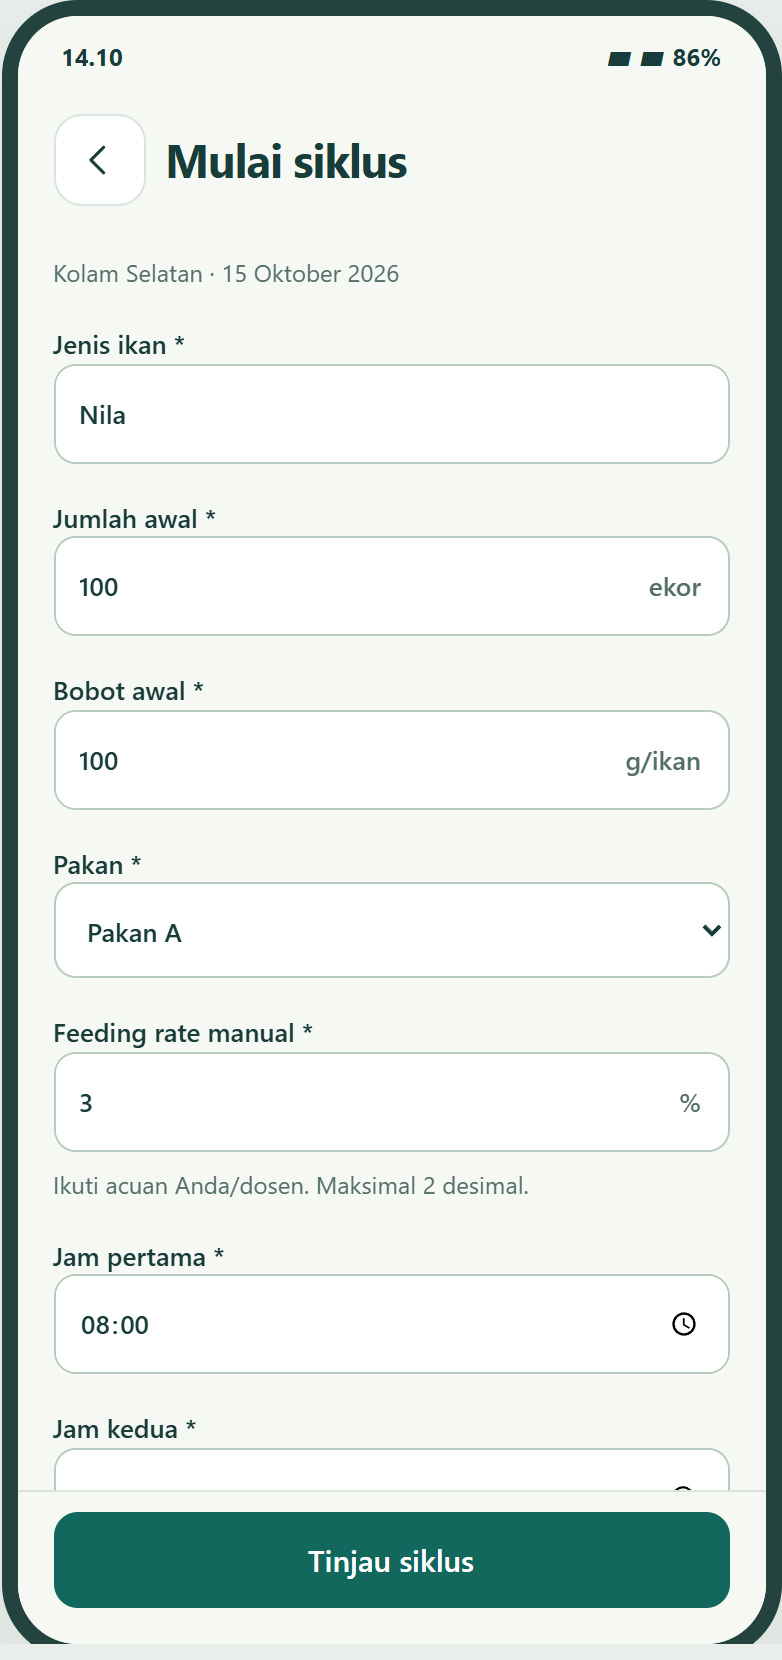 14.10 86%
Mulai siklus
Kolam Selatan · 15 Oktober 2026
Jenis ikan *
Nila
Jumlah awal *
100 ekor
Bobot awal *
100 g/ikan
Pakan *
Pakan A
Feeding rate manual *
3 %
Ikuti acuan Anda/dosen. Maksimal 2 desimal.
Jam pertama *
08:00
Jam kedua *
Tinjau siklus